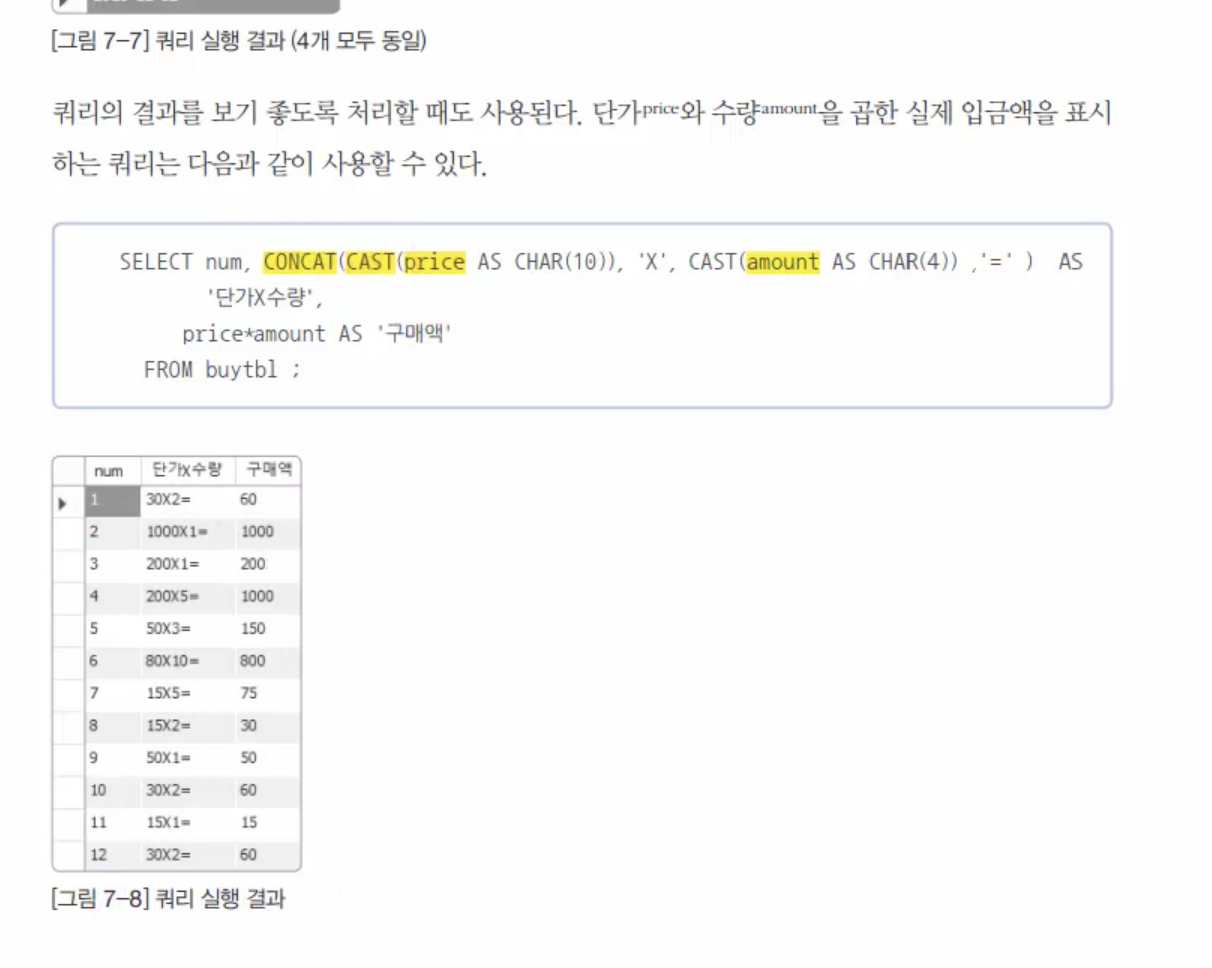 [그림 7-7] 쿼리 실행 결과 (4개 모두 동일)
쿼리의 결과를 보기 좋도록 처리할 때도 사용된다. 단가price와 수량amount을 곱한 실제 입금액을 표시
하는 쿼리는 다음과 같이 사용할 수 있다.
SELECT num, CONCAT(CAST(price AS CHAR(10)), 'X', CAST(amount AS CHAR(4)) ,'=' )  AS
'단가X수량',
price*amount AS '구매액'
FROM buytbl ;
num 단가X수량 구매액
1 30X2= 60
2 1000X1= 1000
3 200X1= 200
4 200X5= 1000
5 50X3= 150
6 80X10= 800
7 15X5= 75
8 15X2= 30
9 50X1= 50
10 30X2= 60
11 15X1= 15
12 30X2= 60
[그림 7-8] 쿼리 실행 결과